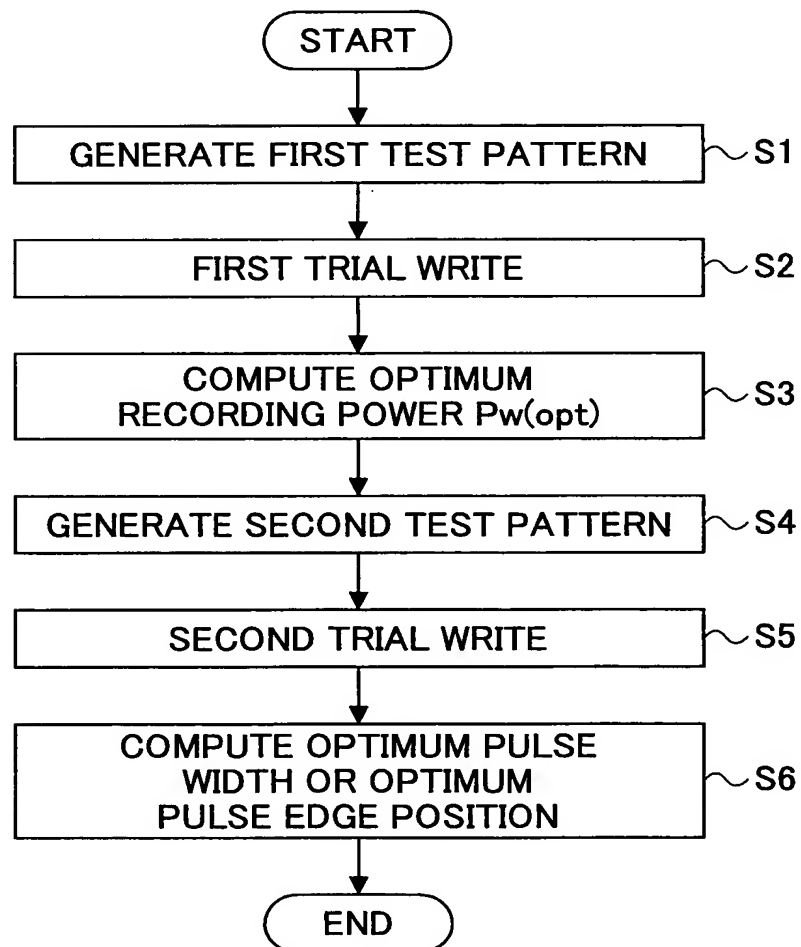 START
GENERATE FIRST TEST PATTERN
S1
FIRST TRIAL WRITE
S2
COMPUTE OPTIMUM
RECORDING POWER Pw(opt)
S3
GENERATE SECOND TEST PATTERN
S4
SECOND TRIAL WRITE
S5
COMPUTE OPTIMUM PULSE
WIDTH OR OPTIMUM
PULSE EDGE POSITION
S6
END